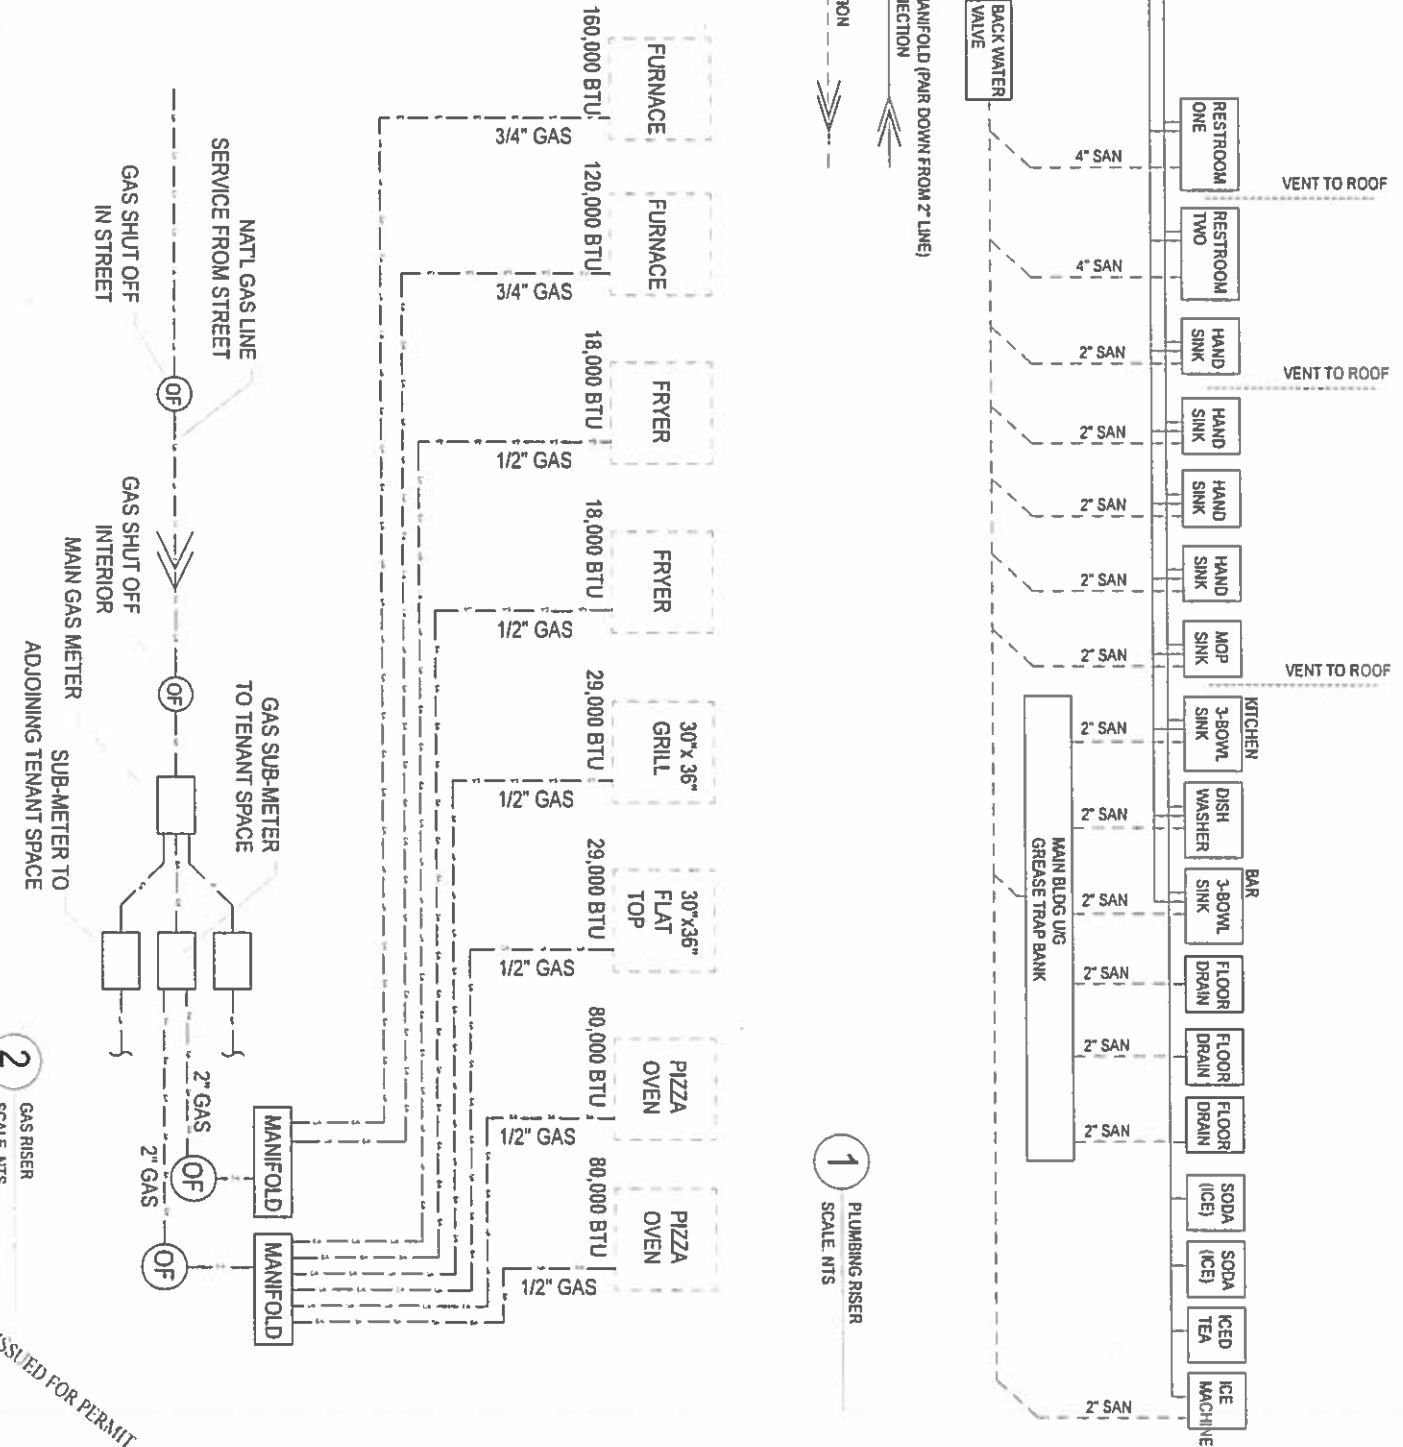 BACK WATER
VALVE
MANIFOLD (PAIR DOWN FROM 2" LINE)
RESTROOM
ONE
RESTROOM
TWO
HAND
SINK
HAND
SINK
HAND
SINK
HAND
SINK
MOP
SINK
KITCHEN
3-BOWL
SINK
DISH
WASHER
BAR
3-BOWL
SINK
FLOOR
DRAIN
FLOOR
DRAIN
FLOOR
DRAIN
SODA
(ICE)
SODA
(ICE)
ICED
TEA
ICE
MACHINE
VENT TO ROOF
VENT TO ROOF
VENT TO ROOF
4" SAN
4" SAN
2" SAN
2" SAN
2" SAN
2" SAN
2" SAN
2" SAN
2" SAN
2" SAN
2" SAN
2" SAN
2" SAN
2" SAN
MAIN BLDG U/G
GREASE TRAP BANK
1
PLUMBING RISER
SCALE. NTS
FURNACE
160,000 BTU
3/4" GAS
FURNACE
120,000 BTU
3/4" GAS
FRYER
18,000 BTU
1/2" GAS
FRYER
18,000 BTU
1/2" GAS
30"x 36"
GRILL
29,000 BTU
1/2" GAS
30"x36"
FLAT
TOP
29,000 BTU
1/2" GAS
PIZZA
OVEN
80,000 BTU
1/2" GAS
PIZZA
OVEN
80,000 BTU
1/2" GAS
NAT'L GAS LINE
SERVICE FROM STREET
GAS SHUT OFF
IN STREET
OF
GAS SHUT OFF
INTERIOR
MAIN GAS METER
OF
GAS SUB-METER
TO TENANT SPACE
SUB-METER TO
ADJOINING TENANT SPACE
2" GAS
2" GAS
OF
OF
MANIFOLD
MANIFOLD
2
GAS RISER
SCALE. NTS
ISSUED FOR PERMIT